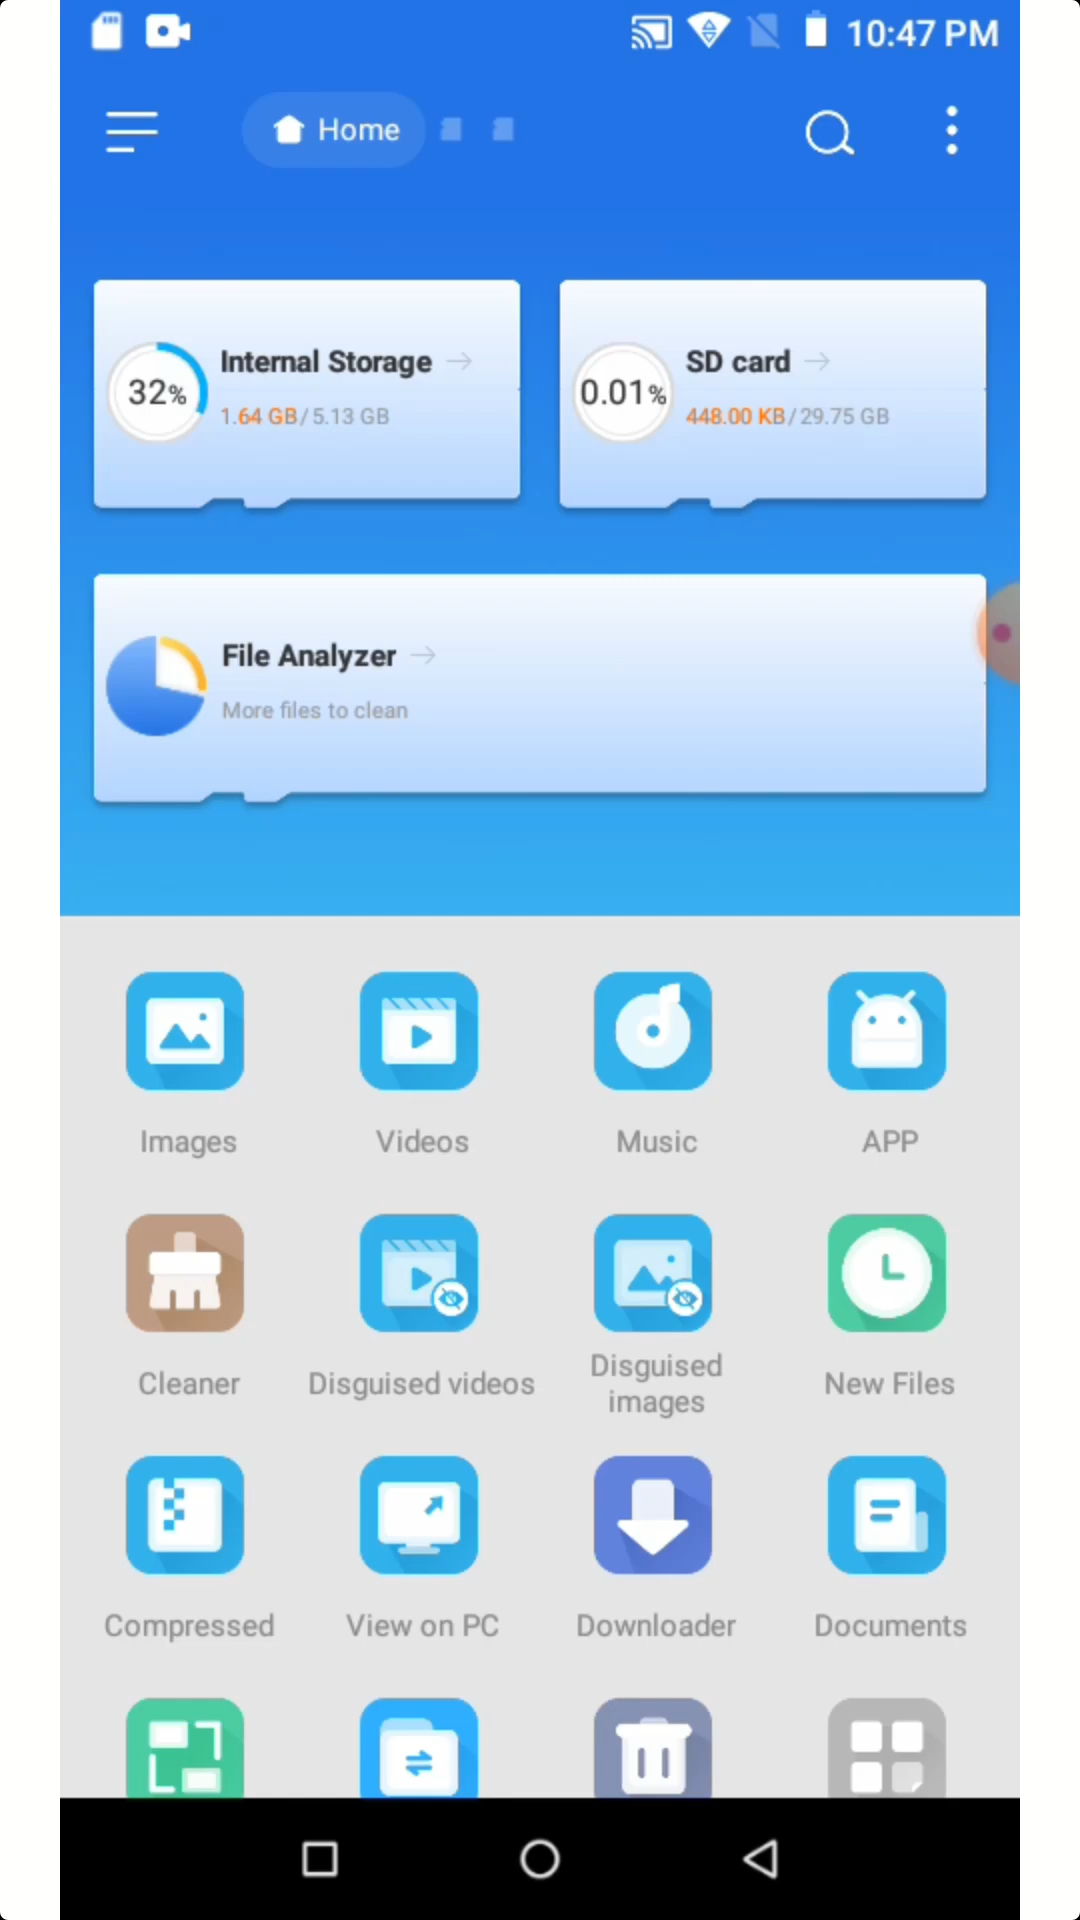 10:47 PM
Home
Internal Storage
32%
1.64 GB/5.13 GB
SD card
0.01%
448.00 KB/29.75 GB
File Analyzer
More files to clean
Images
Videos
Music
APP
Cleaner
Disguised videos
Disguised
images
New Files
Compressed
View on PC
Downloader
Documents